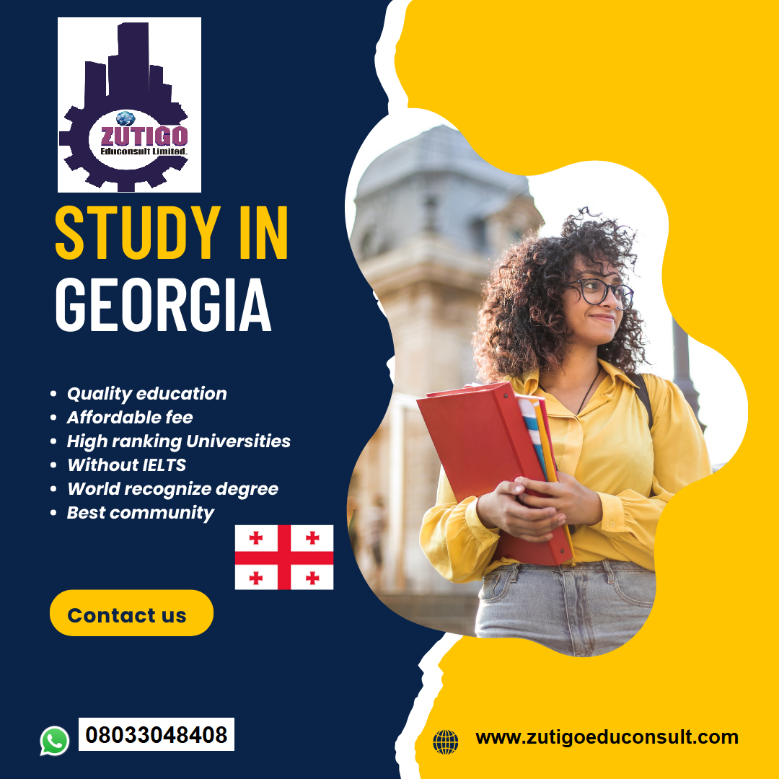 ZUTIGO
Educonsult Limited.
STUDY IN
GEORGIA
• Quality education
• Affordable fee
• High ranking Universities
• Without IELTS
• World recognize degree
• Best community
Contact us
08033048408
www.zutigoeduconsult.com